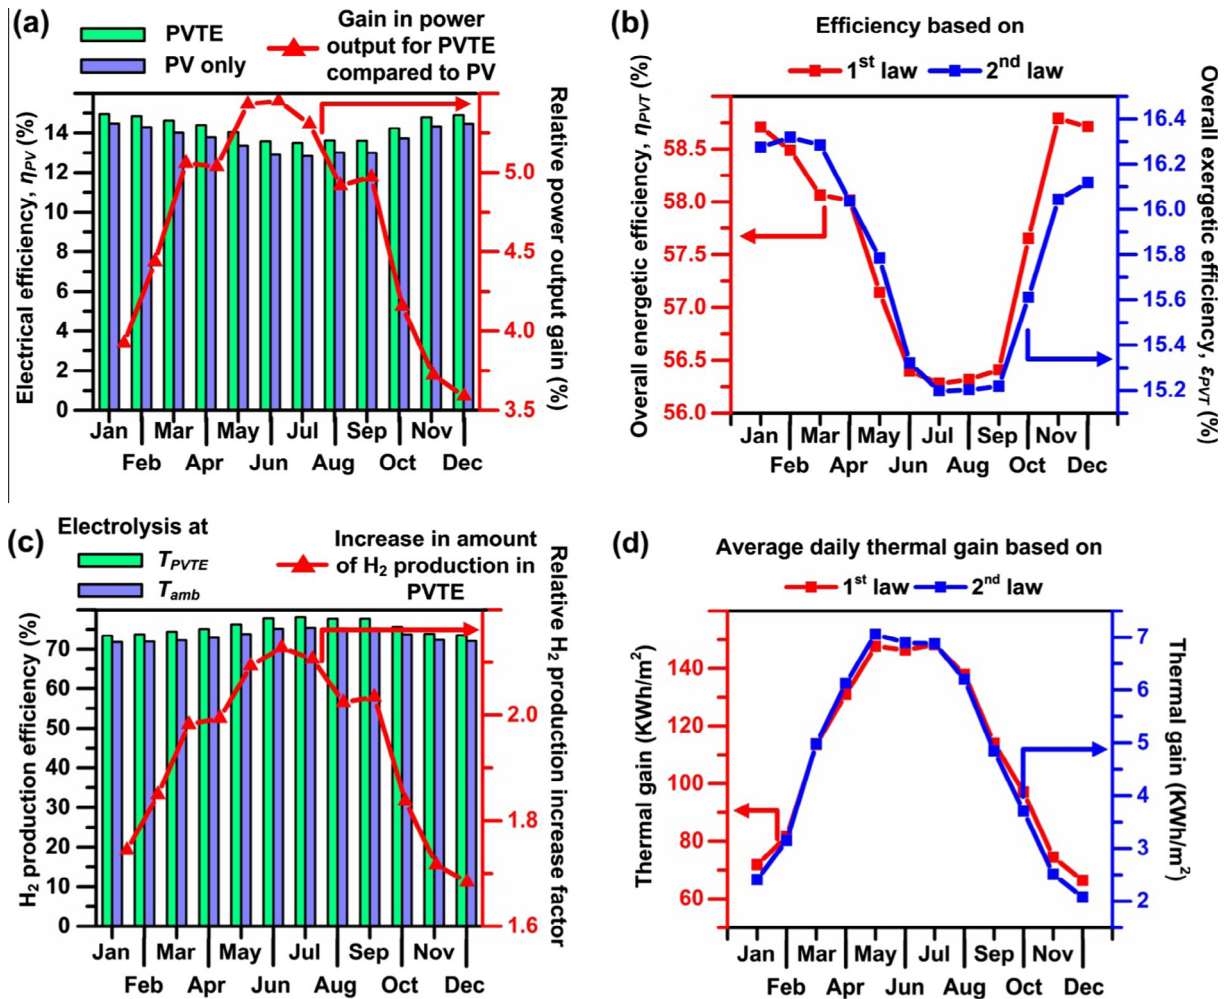 (a)
PVTE
PV only
Gain in power
output for PVTE
compared to PV
Electrical efficiency, ηPV (%)
14
12
10
8
6
4
2
0
5.0
4.5
4.0
3.5
Relative power output gain (%)
Jan Mar May Jul Sep Nov
Feb Apr Jun Aug Oct Dec
(b)
Efficiency based on
1st law 2nd law
Overall energetic efficiency, ηPVT (%)
58.5
58.0
57.5
57.0
56.5
56.0
16.4
16.2
16.0
15.8
15.6
15.4
15.2
Overall exergetic efficiency, εPVT (%)
Jan Mar May Jul Sep Nov
Feb Apr Jun Aug Oct Dec
(c)
Electrolysis at
TPVTE
Tamb
Increase in amount
of H2 production in
PVTE
H2 production efficiency (%)
70
60
50
40
30
20
10
0
2.0
1.8
1.6
Relative H2 production increase factor
Jan Mar May Jul Sep Nov
Feb Apr Jun Aug Oct Dec
(d)
Average daily thermal gain based on
1st law 2nd law
Thermal gain (KWh/m2)
140
120
100
80
60
7
6
5
4
3
2
Thermal gain (KWh/m2)
Jan Mar May Jul Sep Nov
Feb Apr Jun Aug Oct Dec